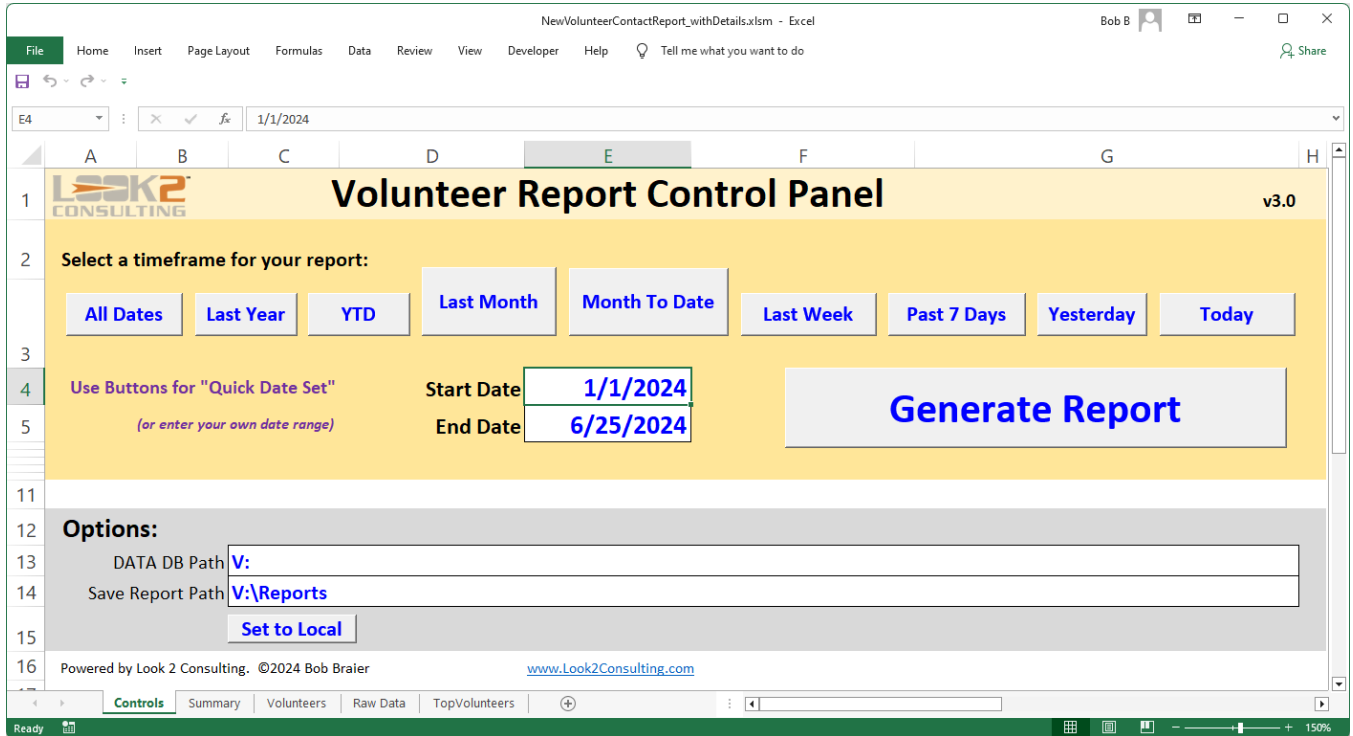 NewVolunteerContactReport_withDetails.xlsm - Excel
Bob B
File Home Insert Page Layout Formulas Data Review View Developer Help Tell me what you want to do Share
E4 fx 1/1/2024
A B C D E F G H
1 LOOK2 CONSULTING Volunteer Report Control Panel v3.0
2 Select a timeframe for your report:
All Dates Last Year YTD Last Month Month To Date Last Week Past 7 Days Yesterday Today
3
4 Use Buttons for "Quick Date Set" Start Date 1/1/2024 Generate Report
5 (or enter your own date range) End Date 6/25/2024
11
12 Options:
13 DATA DB Path V:
14 Save Report Path V:\Reports
15 Set to Local
16 Powered by Look 2 Consulting. ©2024 Bob Braier www.Look2Consulting.com
Controls Summary Volunteers Raw Data TopVolunteers
Ready 150%